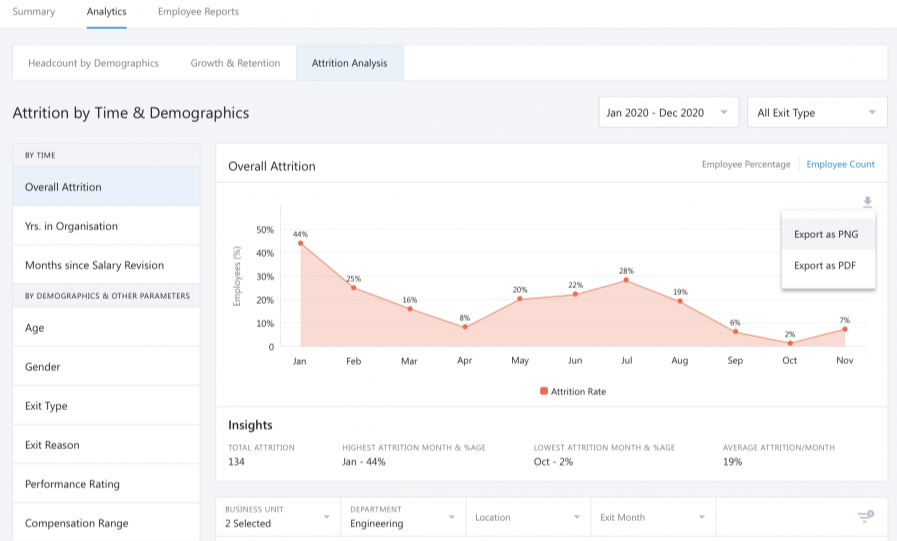 Summary Analytics Employee Reports
Headcount by Demographics Growth & Retention Attrition Analysis
Attrition by Time & Demographics
Jan 2020 - Dec 2020 All Exit Type
BY TIME
Overall Attrition
Yrs. in Organisation
Months since Salary Revision
BY DEMOGRAPHICS & OTHER PARAMETERS
Age
Gender
Exit Type
Exit Reason
Performance Rating
Compensation Range
Overall Attrition
Employee Percentage Employee Count
Export as PNG
Export as PDF
Employees (%)
50%
40%
30%
20%
10%
0
44% 25% 16% 8% 20% 22% 28% 19% 6% 2% 7%
Jan Feb Mar Apr May Jun Jul Aug Sep Oct Nov
Attrition Rate
Insights
TOTAL ATTRITION HIGHEST ATTRITION MONTH & %AGE LOWEST ATTRITION MONTH & %AGE AVERAGE ATTRITION/MONTH
134 Jan - 44% Oct - 2% 19%
BUSINESS UNIT
2 Selected
DEPARTMENT
Engineering
Location
Exit Month